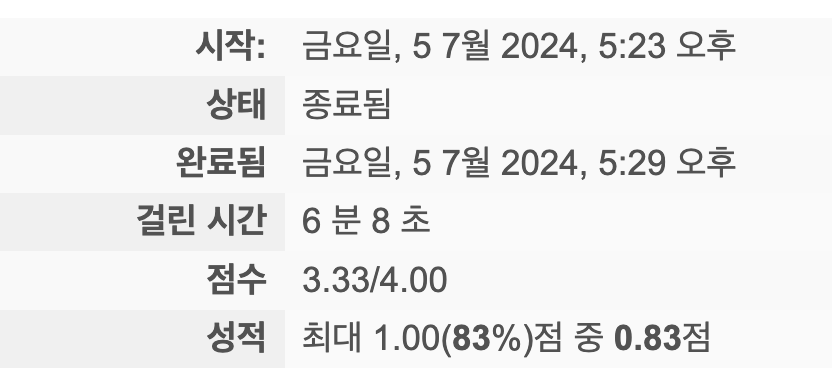 시작: 금요일, 5 7월 2024, 5:23 오후
상태 종료됨
완료됨 금요일, 5 7월 2024, 5:29 오후
걸린 시간 6 분 8 초
점수 3.33/4.00
성적 최대 1.00(83%)점 중 0.83점